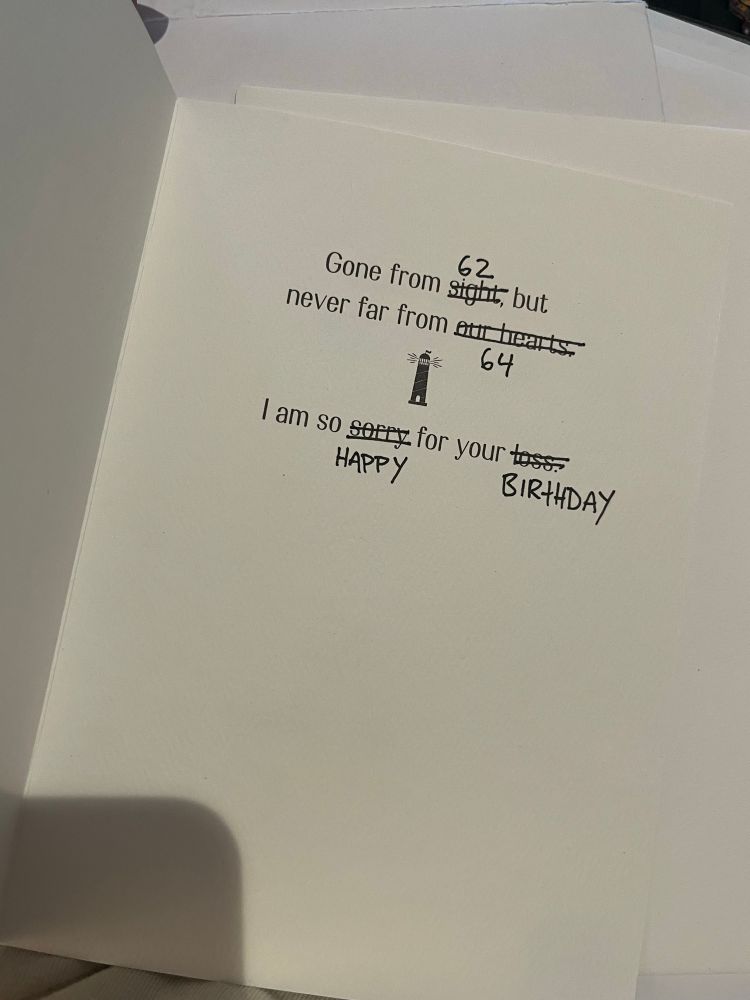 62
Gone from sight, but
never far from our hearts.
64
I am so sorry for your loss.
HAPPY BIRTHDAY